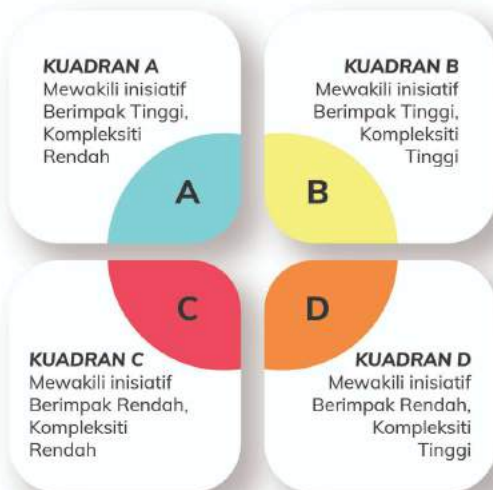 KUADRAN A
Mewakili inisiatif
Berimpak Tinggi,
Kompleksiti
Rendah
A
KUADRAN B
Mewakili inisiatif
Berimpak Tinggi,
Kompleksiti
Tinggi
B
C
KUADRAN C
Mewakili inisiatif
Berimpak Rendah,
Kompleksiti
Rendah
D
KUADRAN D
Mewakili inisiatif
Berimpak Rendah,
Kompleksiti
Tinggi